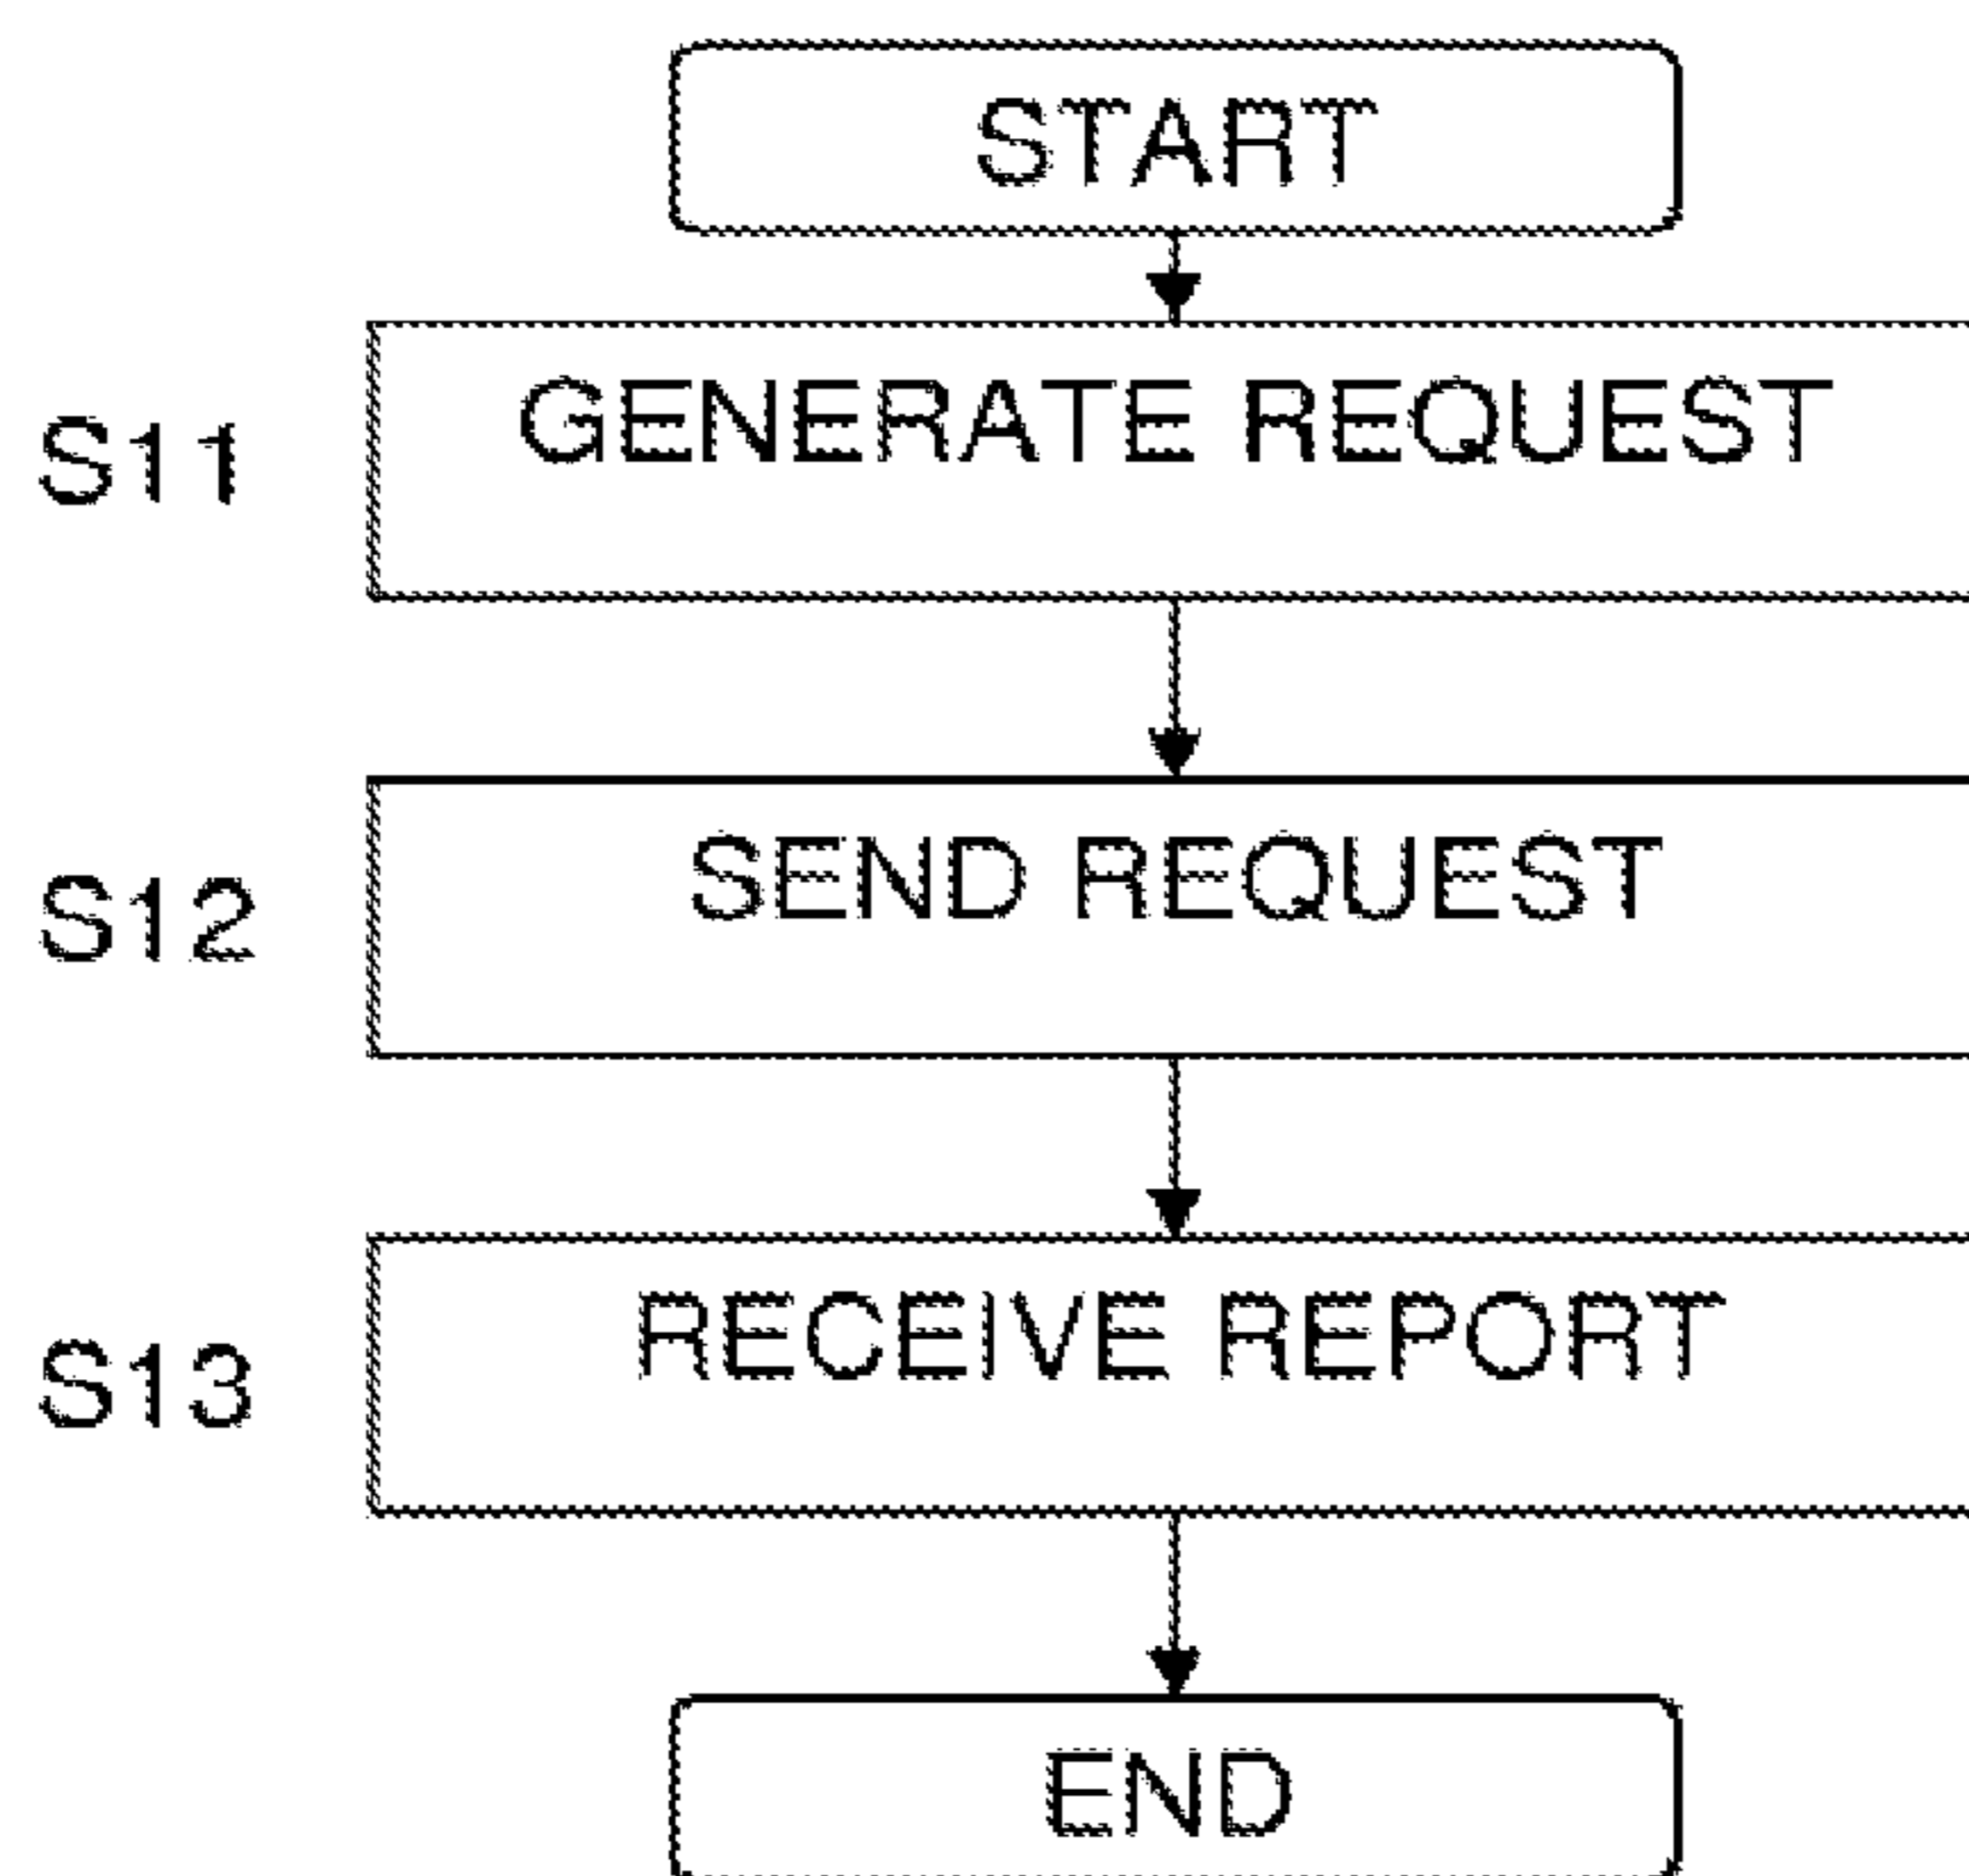 START
S11 GENERATE REQUEST
S12 SEND REQUEST
S13 RECEIVE REPORT
END